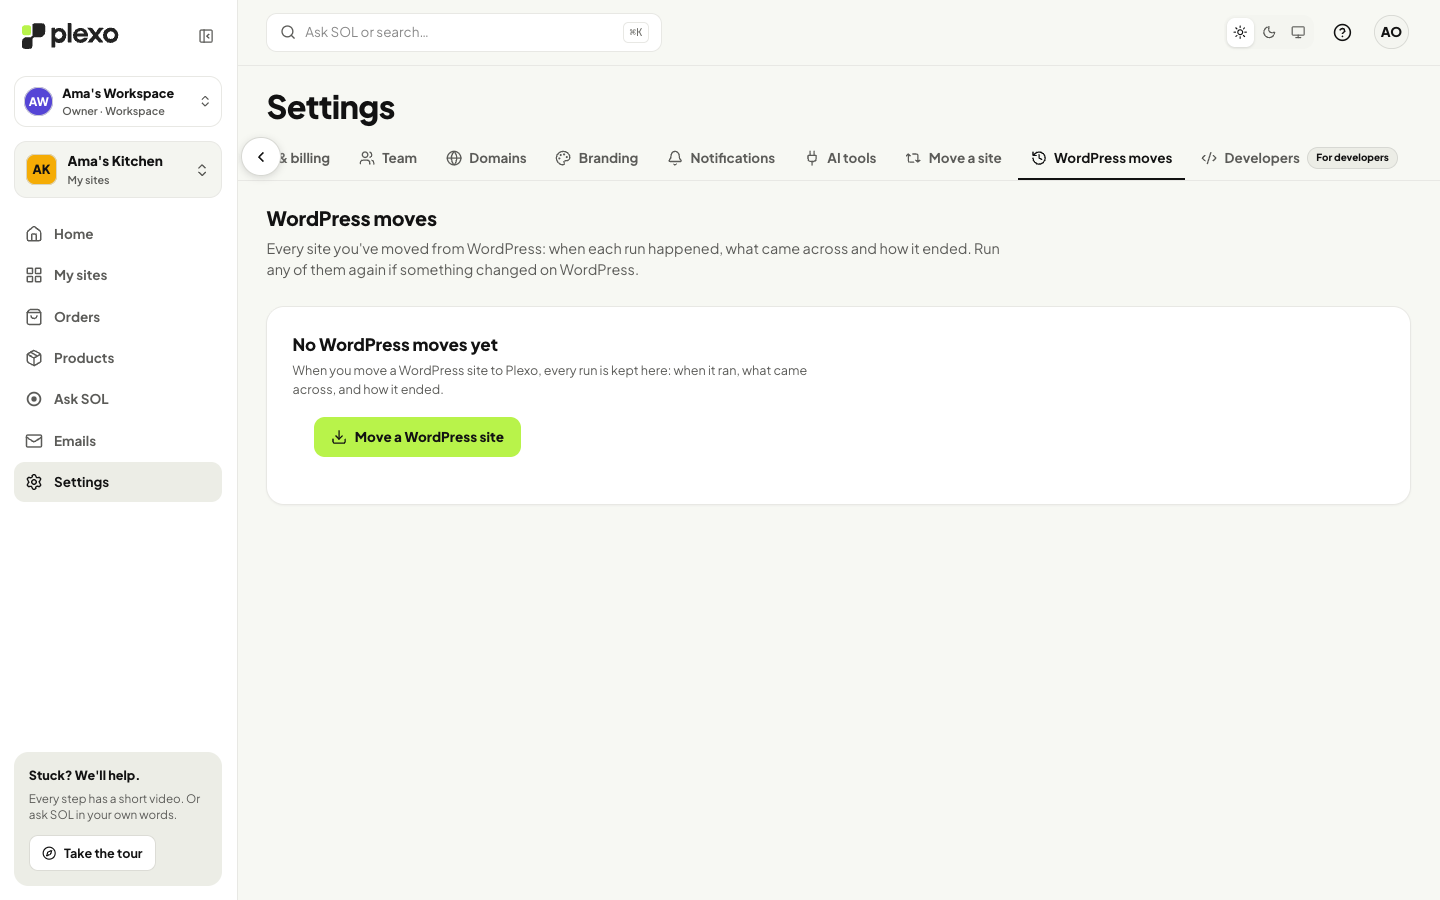 plexo
Ask SOL or search...
⌘K
AO
AW
Ama's Workspace
Owner · Workspace
AK
Ama's Kitchen
My sites
Home
My sites
Orders
Products
Ask SOL
Emails
Settings
Stuck? We'll help.
Every step has a short video. Or
ask SOL in your own words.
Take the tour
Settings
& billing
Team
Domains
Branding
Notifications
AI tools
Move a site
WordPress moves
Developers
For developers
WordPress moves
Every site you've moved from WordPress: when each run happened, what came across and how it ended. Run
any of them again if something changed on WordPress.
No WordPress moves yet
When you move a WordPress site to Plexo, every run is kept here: when it ran, what came
across, and how it ended.
Move a WordPress site